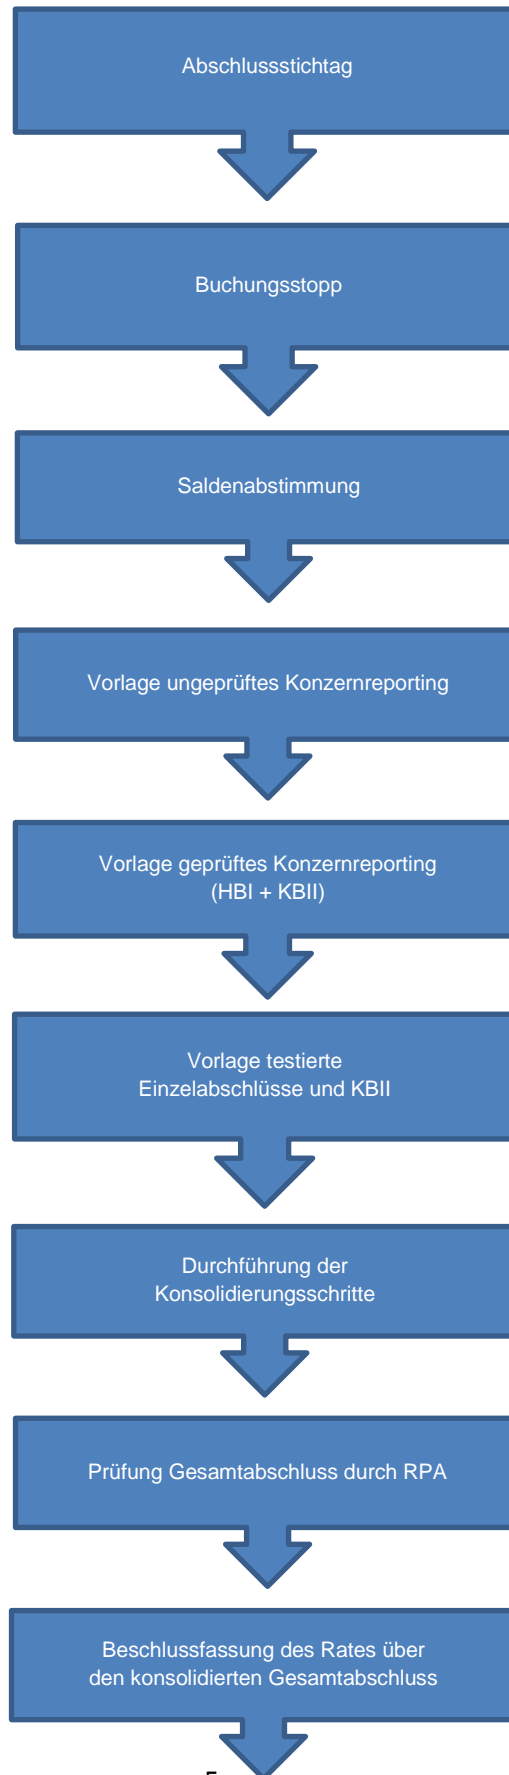 Abschlussstichtag
Buchungsstopp
Saldenabstimmung
Vorlage ungeprüftes Konzernreporting
Vorlage geprüftes Konzernreporting
(HBI + KBII)
Vorlage testierte
Einzelabschlüsse und KBII
Durchführung der
Konsolidierungsschritte
Prüfung Gesamtabschluss durch RPA
Beschlussfassung des Rates über
den konsolidierten Gesamtabschluss